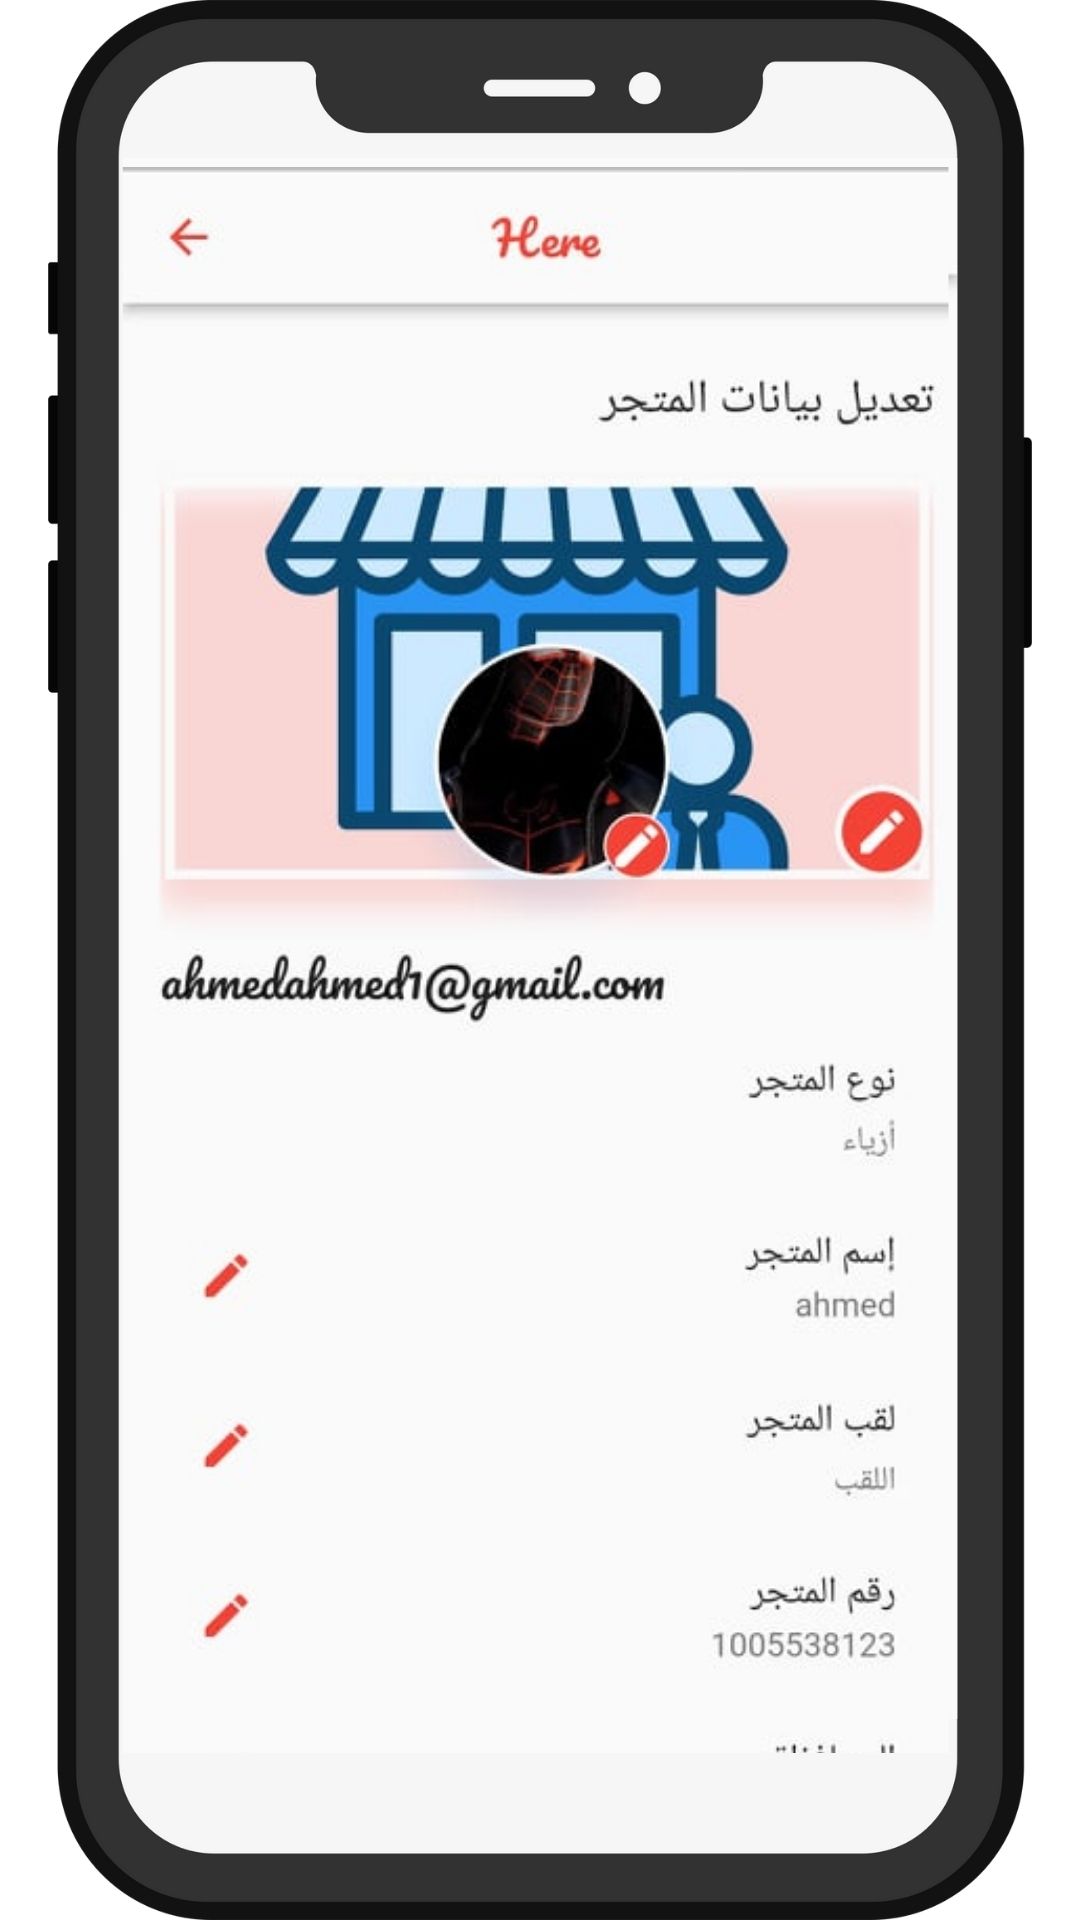 Here
تعديل بيانات المتجر
ahmedahmed1@gmail.com
نوع المتجر
أزياء
إسم المتجر
ahmed
لقب المتجر
اللقب
رقم المتجر
1005538123